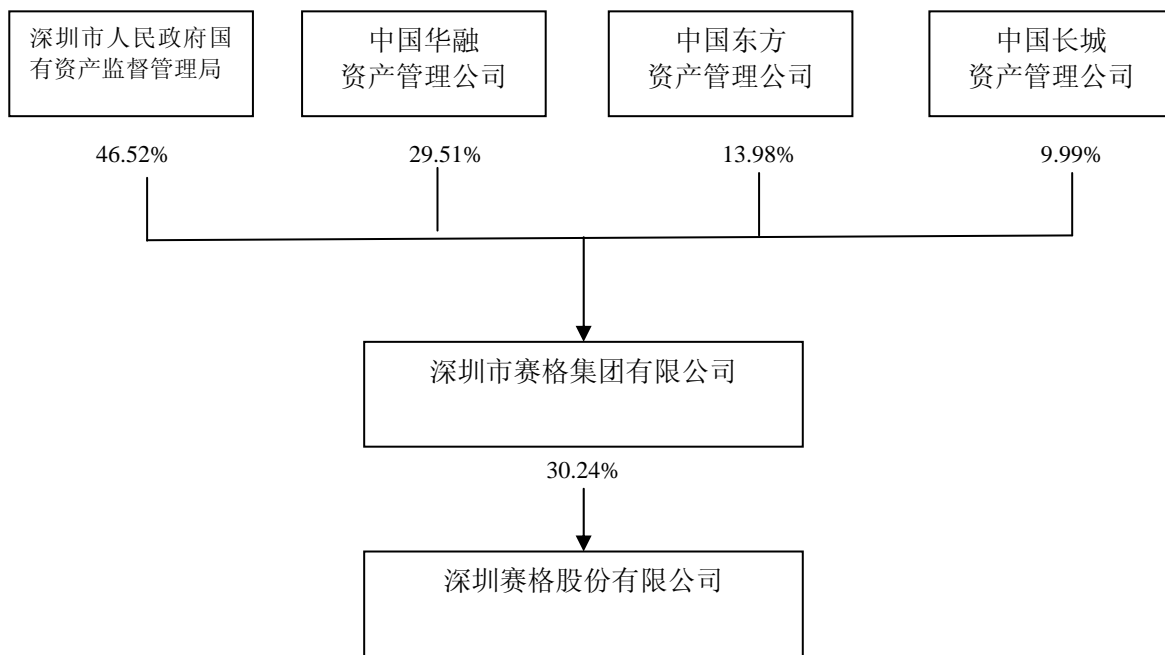 深圳市人民政府国
有资产监督管理局
中国华融
资产管理公司
中国东方
资产管理公司
中国长城
资产管理公司
46.52%
29.51%
13.98%
9.99%
深圳市赛格集团有限公司
30.24%
深圳赛格股份有限公司